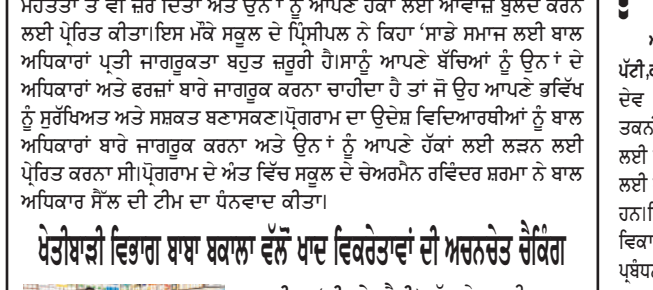 ਮਹੱਤਤਾ ਤੇ ਵੀ ਜ਼ੋਰ ਦਿੱਤਾ ਅਤੇ ਉਨਾਂ ਨੂੰ ਆਪਣੇ ਹੱਕਾਂ ਲਈ ਆਵਾਜ਼ ਬੁਲੰਦ ਕਰਨ
ਲਈ ਪ੍ਰੇਰਿਤ ਕੀਤਾ।ਇਸ ਮੌਕੇ ਸਕੂਲ ਦੇ ਪ੍ਰਿੰਸੀਪਲ ਨੇ ਕਿਹਾ ‘ਸਾਡੇ ਸਮਾਜ ਲਈ ਬਾਲ
ਅਧਿਕਾਰਾਂ ਪ੍ਰਤੀ ਜਾਗਰੂਕਤਾ ਬਹੁਤ ਜ਼ਰੂਰੀ ਹੈ।ਸਾਨੂੰ ਆਪਣੇ ਬੱਚਿਆਂ ਨੂੰ ਉਨਾਂ ਦੇ
ਅਧਿਕਾਰਾਂ ਅਤੇ ਫਰਜ਼ਾਂ ਬਾਰੇ ਜਾਗਰੂਕ ਕਰਨਾ ਚਾਹੀਦਾ ਹੈ ਤਾਂ ਜੋ ਉਹ ਆਪਣੇ ਭਵਿੱਖ
ਨੂੰ ਸੁਰੱਖਿਅਤ ਅਤੇ ਸਸ਼ਕਤ ਬਣਾਸਕਣ।ਪ੍ਰੋਗਰਾਮ ਦਾ ਉਦੇਸ਼ ਵਿਦਿਆਰਥੀਆਂ ਨੂੰ ਬਾਲ
ਅਧਿਕਾਰਾਂ ਬਾਰੇ ਜਾਗਰੂਕ ਕਰਨਾ ਅਤੇ ਉਨਾਂ ਨੂੰ ਆਪਣੇ ਹੱਕਾਂ ਲਈ ਲੜਨ ਲਈ
ਪ੍ਰੇਰਿਤ ਕਰਨਾ ਸੀ।ਪ੍ਰੋਗਰਾਮ ਦੇ ਅੰਤ ਵਿੱਚ ਸਕੂਲ ਦੇ ਚੇਅਰਮੈਨ ਰਵਿੰਦਰ ਸ਼ਰਮਾ ਨੇ ਬਾਲ
ਅਧਿਕਾਰ ਸੈੱਲ ਦੀ ਟੀਮ ਦਾ ਧੰਨਵਾਦ ਕੀਤਾ।
ਖੇਤੀਬਾੜੀ ਵਿਭਾਗ ਬਾਬਾ ਬਕਾਲਾ ਵੱਲੋਂ ਖਾਦ ਵਿਕਰੇਤਾਵਾਂ ਦੀ ਅਚਨਚੇਤ ਚੈਕਿੰਗ
ਪੱਟੀ,
ਦੇਵ
ਲਈ
ਲਈ
ਹਨ।